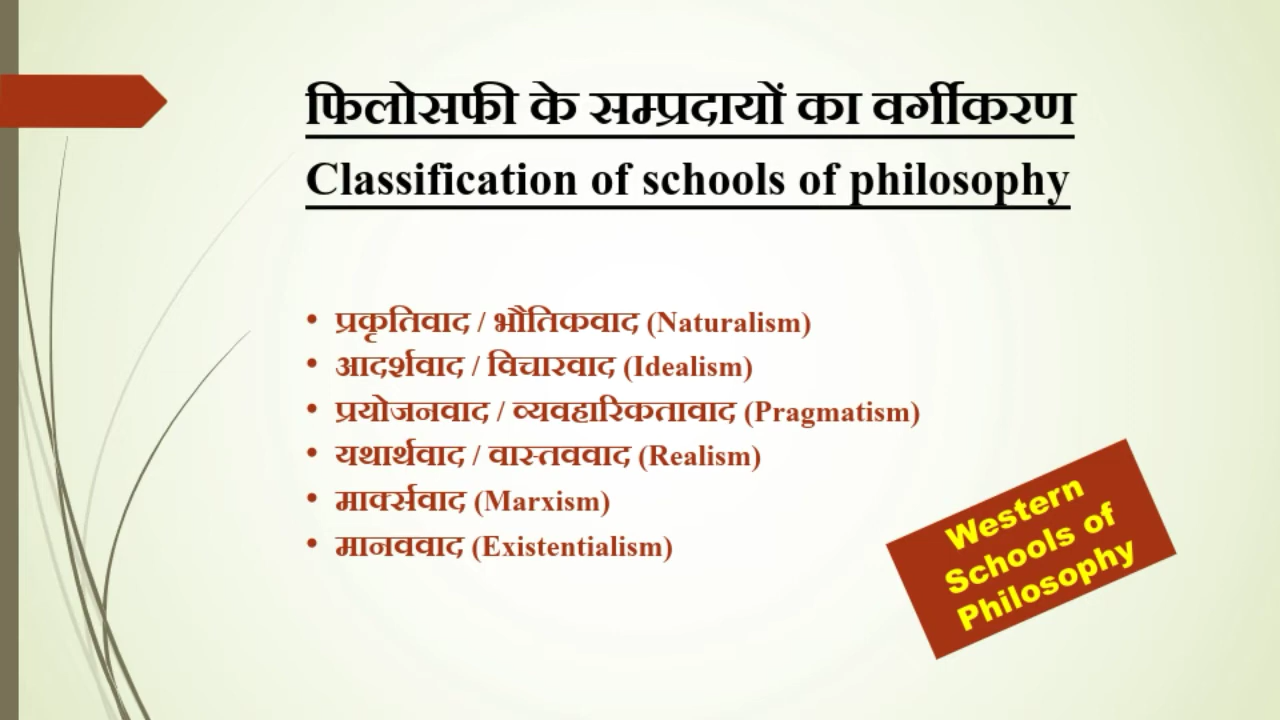 फिलोसफी के सम्प्रदायों का वर्गीकरण
Classification of schools of philosophy
• प्रकृतिवाद / भौतिकवाद (Naturalism)
• आदर्शवाद / विचारवाद (Idealism)
• प्रयोजनवाद / व्यवहारिकतावाद (Pragmatism)
• यथार्थवाद / वास्तववाद (Realism)
• मार्क्सवाद (Marxism)
• मानववाद (Existentialism)
Western
Schools of
Philosophy